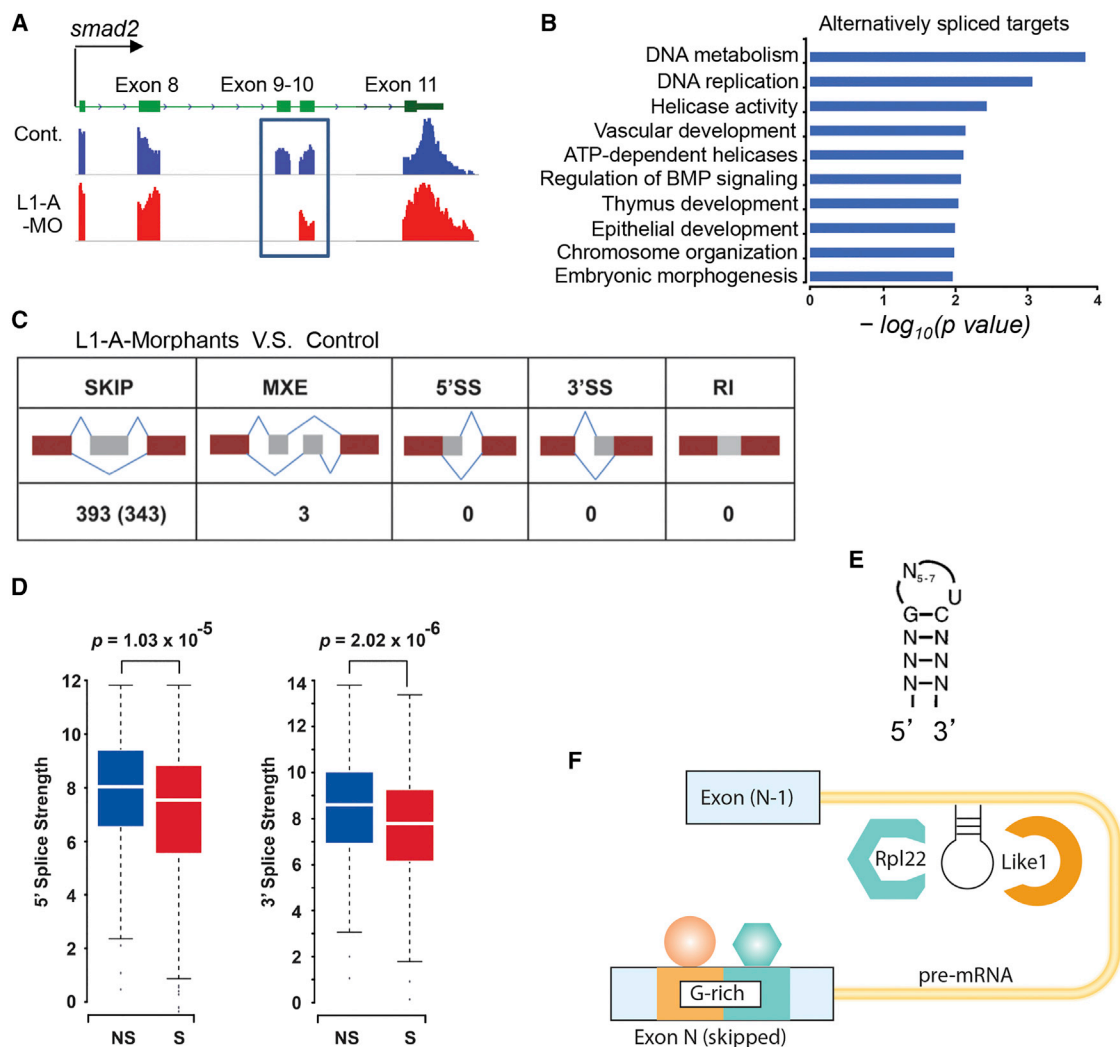 A
smad2
Exon 8
Exon 9-10
Exon 11
Cont.
L1-A
-MO
B
Alternatively spliced targets
DNA metabolism
DNA replication
Helicase activity
Vascular development
ATP-dependent helicases
Regulation of BMP signaling
Thymus development
Epithelial development
Chromosome organization
Embryonic morphogenesis
0 1 2 3 4
– log10(p value)
C
L1-A-Morphants V.S. Control
SKIP MXE 5'SS 3'SS RI
393 (343) 3 0 0 0
D
p = 1.03 x 10-5
12
10
8
6
4
2
0
5' Splice Strength
NS S
p = 2.02 x 10-6
14
12
10
8
6
4
2
0
3' Splice Strength
NS S
E
N5-7
U
G C
N N
N N
N N
5' 3'
F
Exon (N-1)
Rpl22
Like1
pre-mRNA
G-rich
Exon N (skipped)